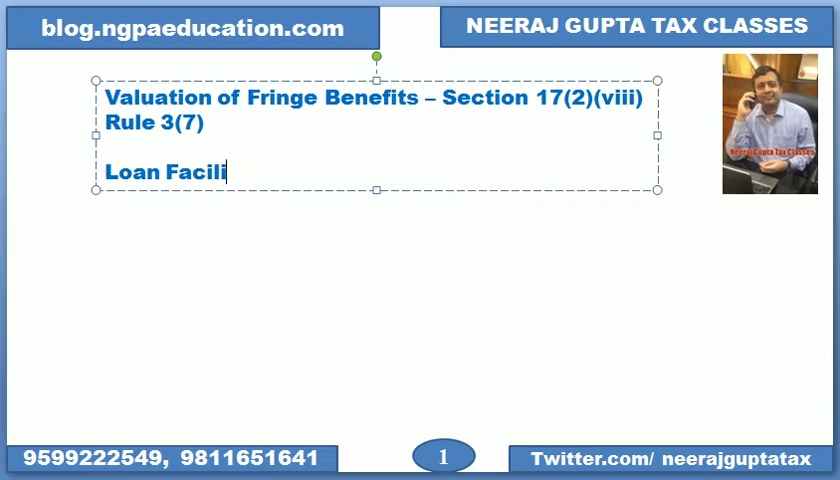 blog.ngpaeducation.com
NEERAJ GUPTA TAX CLASSES
Valuation of Fringe Benefits – Section 17(2)(viii)
Rule 3(7)
Loan Facili
Neeraj Gupta Tax Classes
9599222549, 9811651641
1
Twitter.com/ neerajguptatax